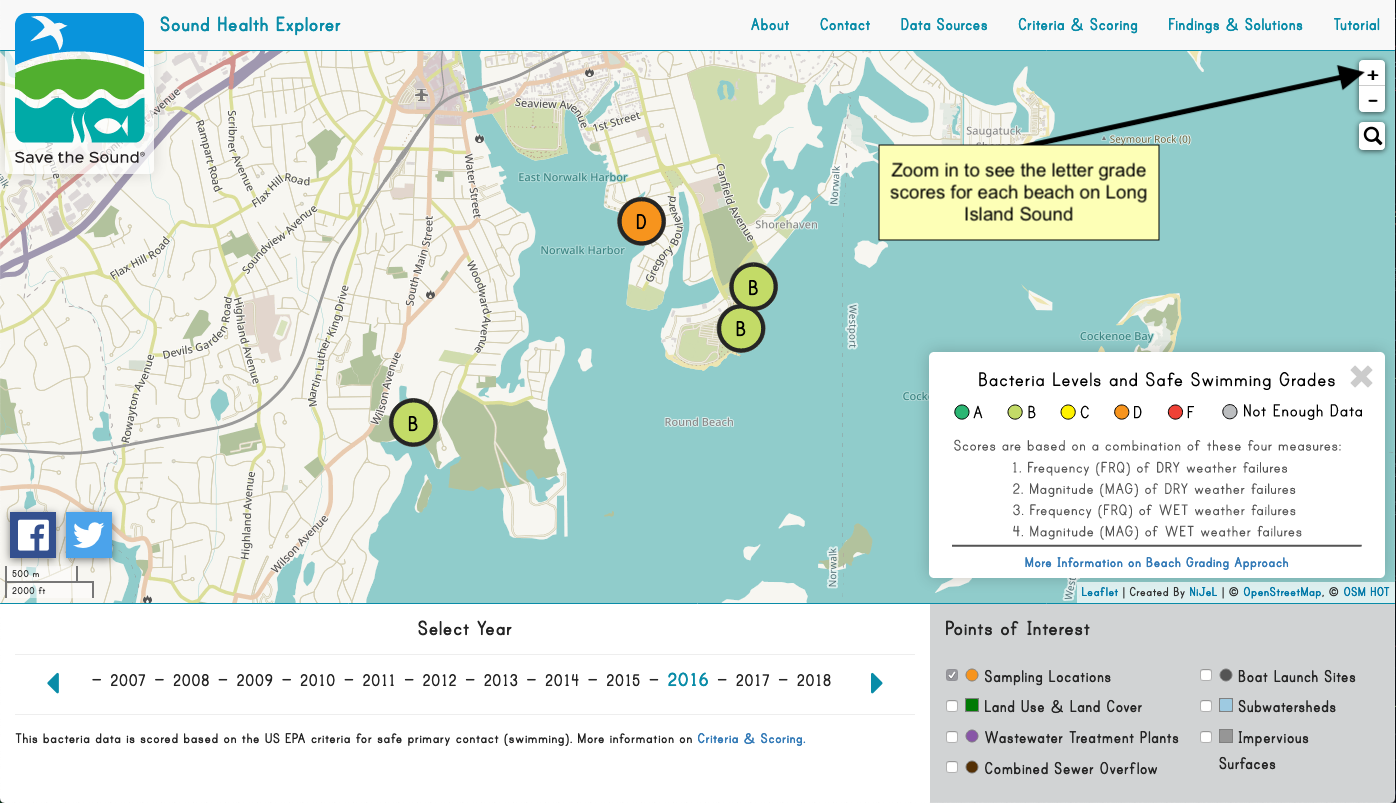 Sound Health Explorer
About
Contact
Data Sources
Criteria & Scoring
Findings & Solutions
Tutorial
Save the Sound®
Avenue
Rampart Road
Scribner Avenue
Flax Hill Road
Soundview Avenue
Flax Hill Road
Devils Garden Road
Highland Avenue
Rowayton Avenue
Martin Luther King Drive
South Main Street
Water Street
Woodward Avenue
Wilson Avenue
Highland Avenue
Wilson Avenue
Seaview Avenue
1st Street
East Norwalk Harbor
Norwalk Harbor
Gregory Boulevard
Canfield Avenue
Shorehaven
Norwalk
Westport
Saugatuck
Seymour Rock (0)
Cockenoe Bay
Round Beach
Norwalk
D
B
B
B
+
-
Zoom in to see the letter grade
scores for each beach on Long
Island Sound
Bacteria Levels and Safe Swimming Grades
A B C D F Not Enough Data
Scores are based on a combination of these four measures:
1. Frequency (FRQ) of DRY weather failures
2. Magnitude (MAG) of DRY weather failures
3. Frequency (FRQ) of WET weather failures
4. Magnitude (MAG) of WET weather failures
More Information on Beach Grading Approach
500 m
2000 ft
Leaflet | Created By NiJeL | © OpenStreetMap, © OSM HOT
Select Year
- 2007 - 2008 - 2009 - 2010 - 2011 - 2012 - 2013 - 2014 - 2015 - 2016 - 2017 - 2018
This bacteria data is scored based on the US EPA criteria for safe primary contact (swimming). More information on Criteria & Scoring.
Points of Interest
Sampling Locations
Land Use & Land Cover
Wastewater Treatment Plants
Combined Sewer Overflow
Boat Launch Sites
Subwatersheds
Impervious
Surfaces